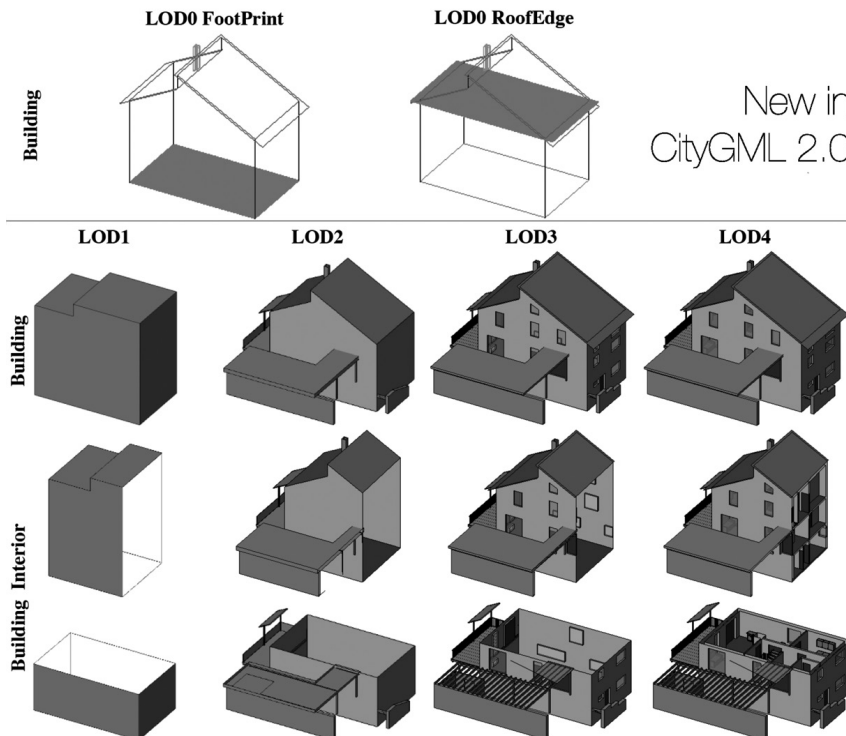 LOD0 FootPrint
LOD0 RoofEdge
Building
New in
CityGML 2.0
LOD1
LOD2
LOD3
LOD4
Building
Building Interior